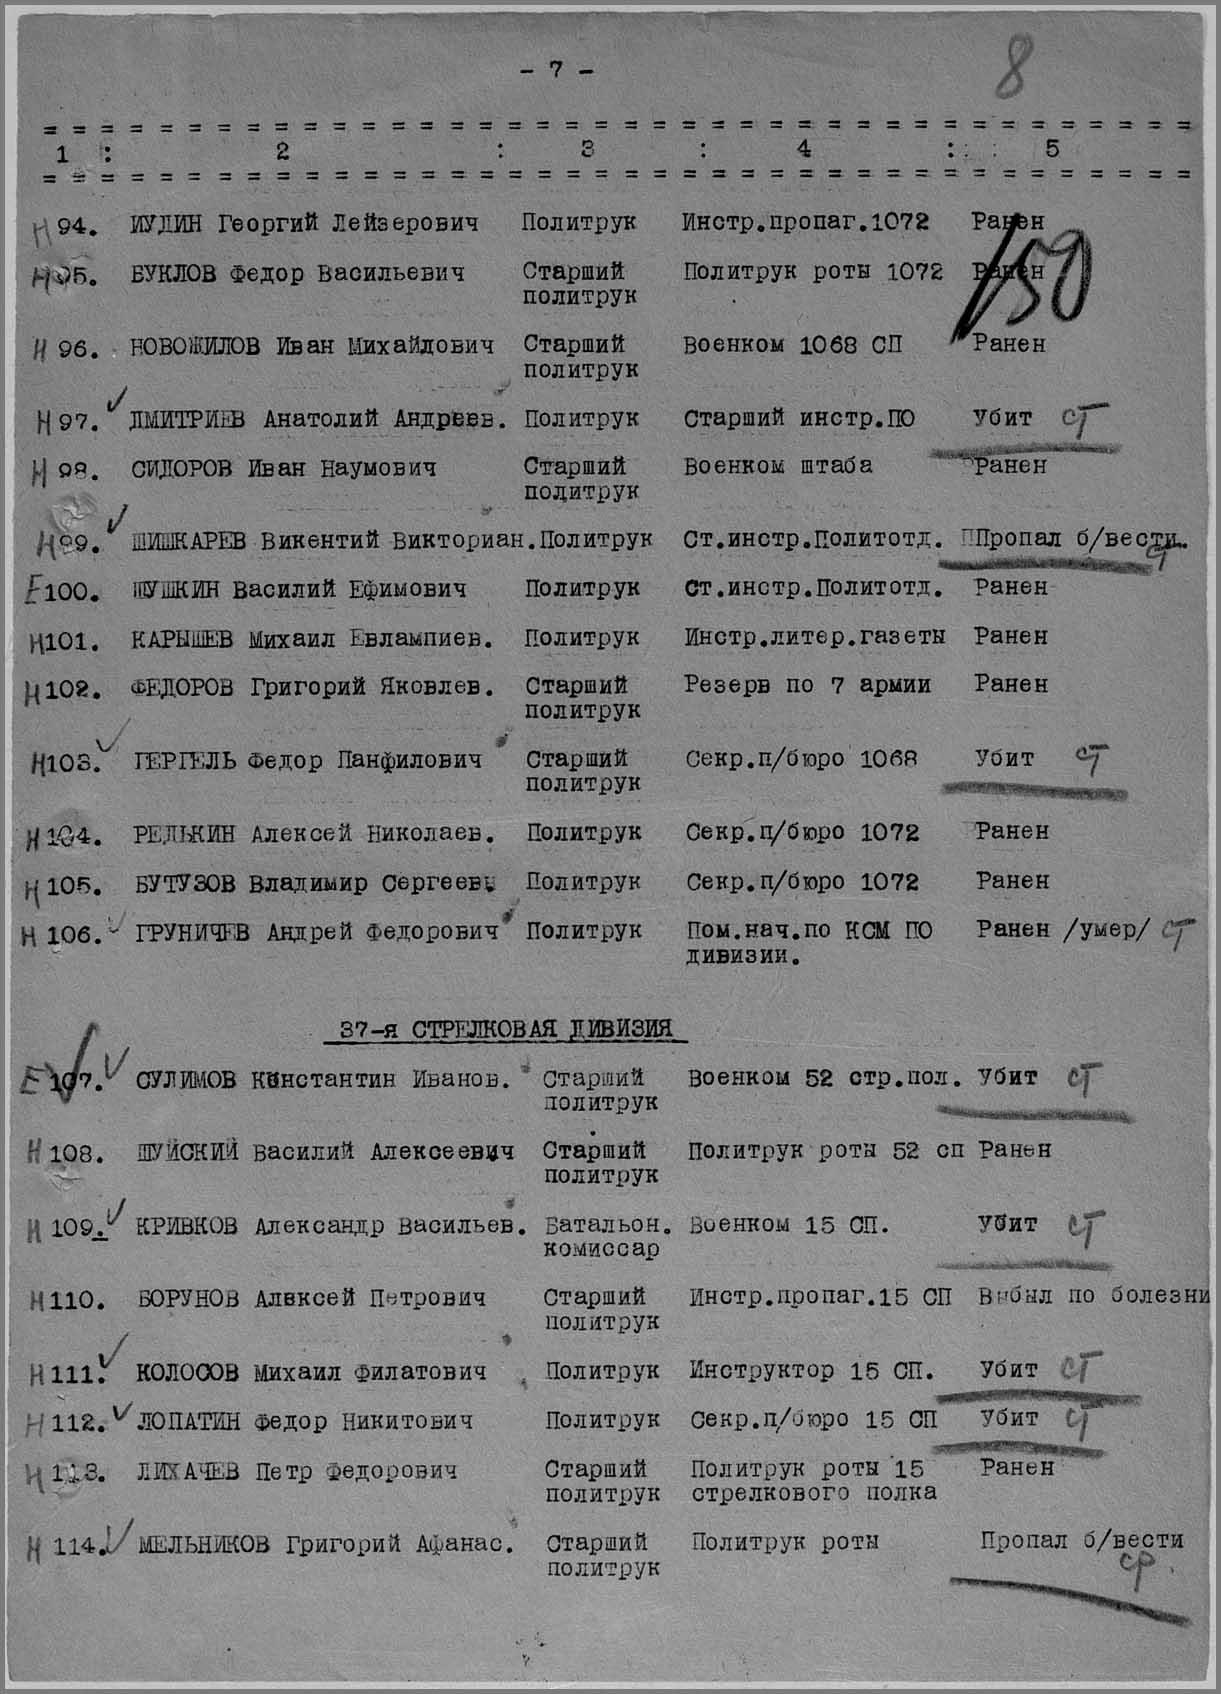 - 7 -
8
= = = = = = = = = = = = = = = = = = = = = = = = = = = = = = = = = = = = = = = =
1 : 2 : 3 : 4 : 5
= = = = = = = = = = = = = = = = = = = = = = = = = = = = = = = = = = = = = = = =
Н 94. ИУДИН Георгий Лейзерович Политрук Инстр.пропаг.1072 Ранен
150
Н 95. БУКЛОВ Федор Васильевич Старший Политрук роты 1072 Ранен
политрук
Н 96. НОВОЖИЛОВ Иван Михайлович Старший Военком 1068 СП Ранен
политрук
Н 97. ДМИТРИЕВ Анатолий Андреев. Политрук Старший инстр.ПО Убит ст
Н 98. СИДОРОВ Иван Наумович Старший Военком штаба Ранен
политрук
Н 99. ШИШКАРЕВ Викентий Викториан.Политрук Ст.инстр.Политотд. ППропал б/вести. ст
Е 100. ШУШКИН Василий Ефимович Политрук Ст.инстр.Политотд. Ранен
Н 101. КАРЫШЕВ Михаил Евлампиев. Политрук Инстр.литер.газеты Ранен
Н 102. ФЕДОРОВ Григорий Яковлев. Старший Резерв по 7 армии Ранен
политрук
Н 103. ГЕРГЕЛЬ Федор Панфилович Старший Секр.п/бюро 1068 Убит ст
политрук
Н 104. РЕДЬКИН Алексей Николаев. Политрук Секр.п/бюро 1072 Ранен
Н 105. БУТУЗОВ Владимир Сергеев. Политрук Секр.п/бюро 1072 Ранен
Н 106. ГРУНИЧЕВ Андрей Федорович Политрук Пом.нач.по КСМ ПО Ранен /умер/ ст
дивизии.
37-я СТРЕЛКОВАЯ ДИВИЗИЯ
Е 107. СУЛИМОВ Константин Иванов. Старший Военком 52 стр.пол. Убит ст
политрук
Н 108. ШУЙСКИЙ Василий Алексеевич Старший Политрук роты 52 сп Ранен
политрук
Н 109. КРИВКОВ Александр Васильев. Батальон. Военком 15 СП. Убит ст
комиссар
Н 110. БОРУНОВ Алексей Петрович Старший Инстр.пропаг.15 СП Выбыл по болезни
политрук
Н 111. КОЛОСОВ Михаил Филатович Политрук Инструктор 15 СП. Убит ст
Н 112. ЛОПАТИН Федор Никитович Политрук Секр.п/бюро 15 СП Убит ст
Н 113. ЛИХАЧЕВ Петр Федорович Старший Политрук роты 15 Ранен
политрук стрелкового полка
Н 114. МЕЛЬНИКОВ Григорий Афанас. Старший Политрук роты Пропал б/вести
политрук ср